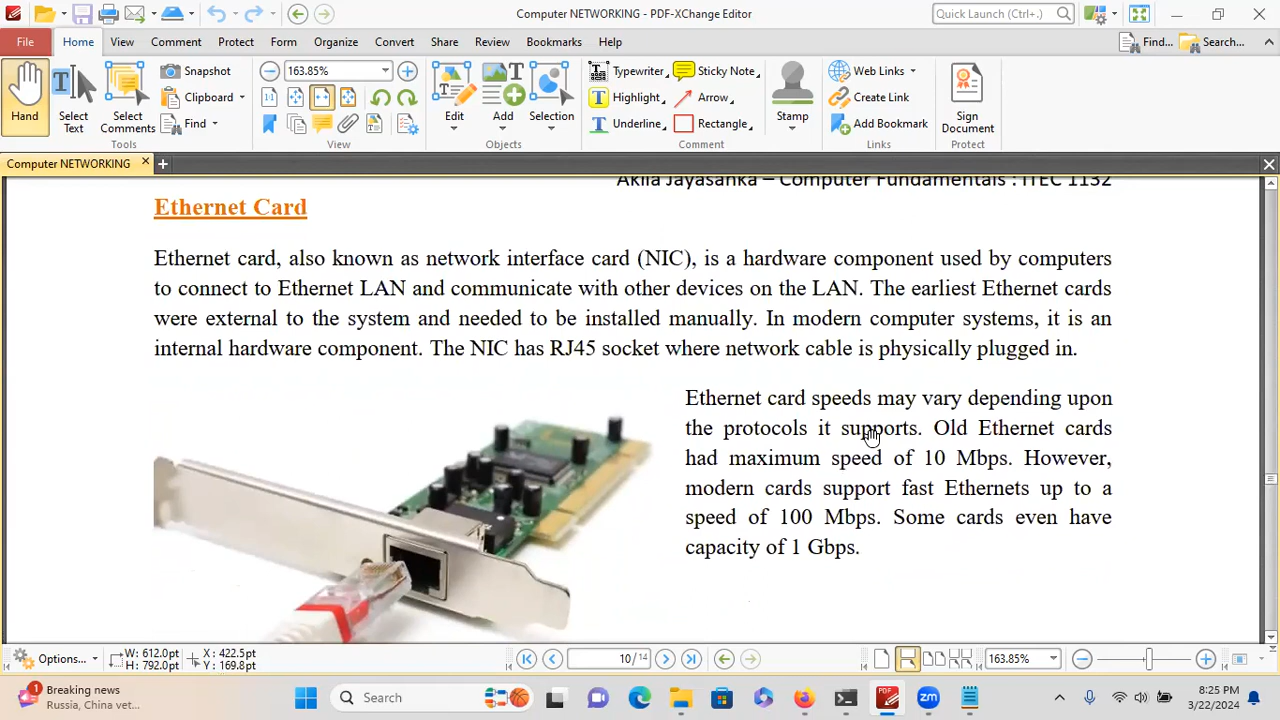 Computer NETWORKING - PDF-XChange Editor
Quick Launch (Ctrl+.)
File Home View Comment Protect Form Organize Convert Share Review Bookmarks Help
Find... Search...
Hand
Select Text
Select Comments
Snapshot
Clipboard
Find
Tools
163.85%
View
Edit
Add
Selection
Objects
Typewriter
Highlight
Underline
Sticky Note
Arrow
Rectangle
Stamp
Comment
Web Links
Create Link
Add Bookmark
Links
Sign Document
Protect
Computer NETWORKING
Akila Jayasanka – Computer Fundamentals : ITEC 1132
Ethernet Card
Ethernet card, also known as network interface card (NIC), is a hardware component used by computers
to connect to Ethernet LAN and communicate with other devices on the LAN. The earliest Ethernet cards
were external to the system and needed to be installed manually. In modern computer systems, it is an
internal hardware component. The NIC has RJ45 socket where network cable is physically plugged in.
Ethernet card speeds may vary depending upon
the protocols it supports. Old Ethernet cards
had maximum speed of 10 Mbps. However,
modern cards support fast Ethernets up to a
speed of 100 Mbps. Some cards even have
capacity of 1 Gbps.
Options...
W: 612.0pt
H: 792.0pt
X : 422.5pt
Y : 169.8pt
10 / 14
163.85%
1
Breaking news
Russia, China vet...
Search
PDF
zm
8:25 PM
3/22/2024